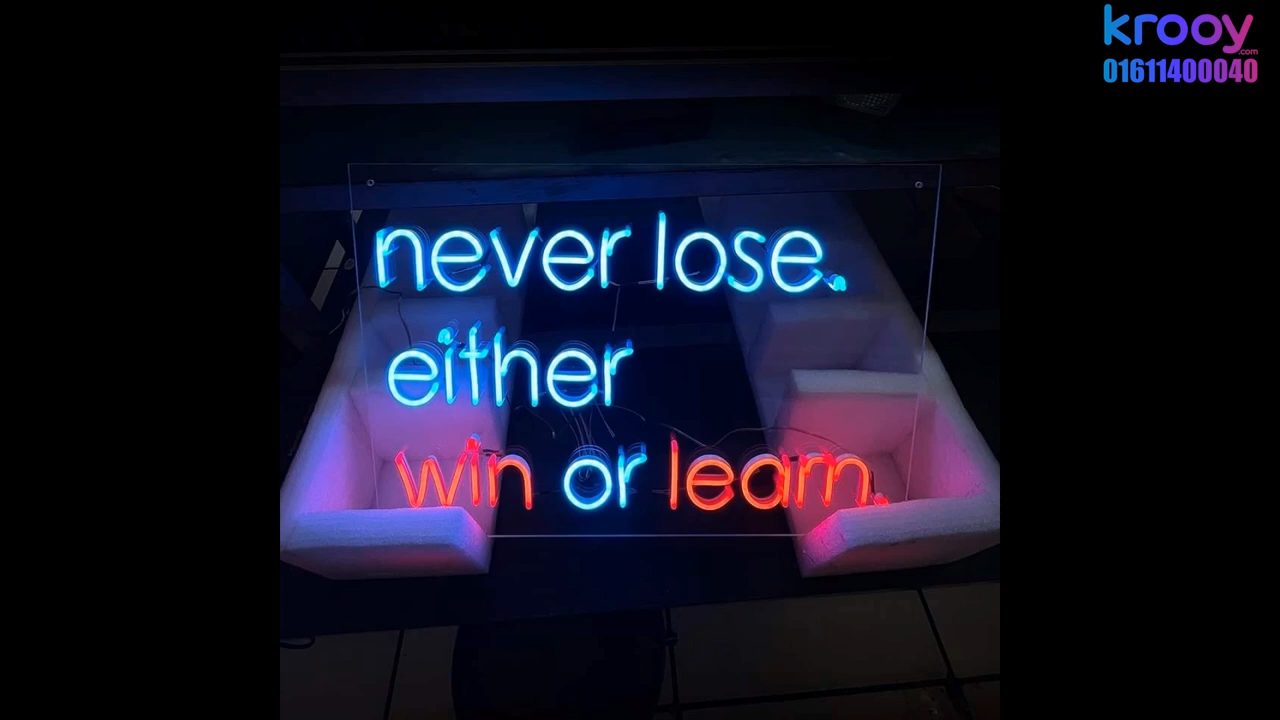 krooy
.com
01611400040
never lose.
either
win or learn.